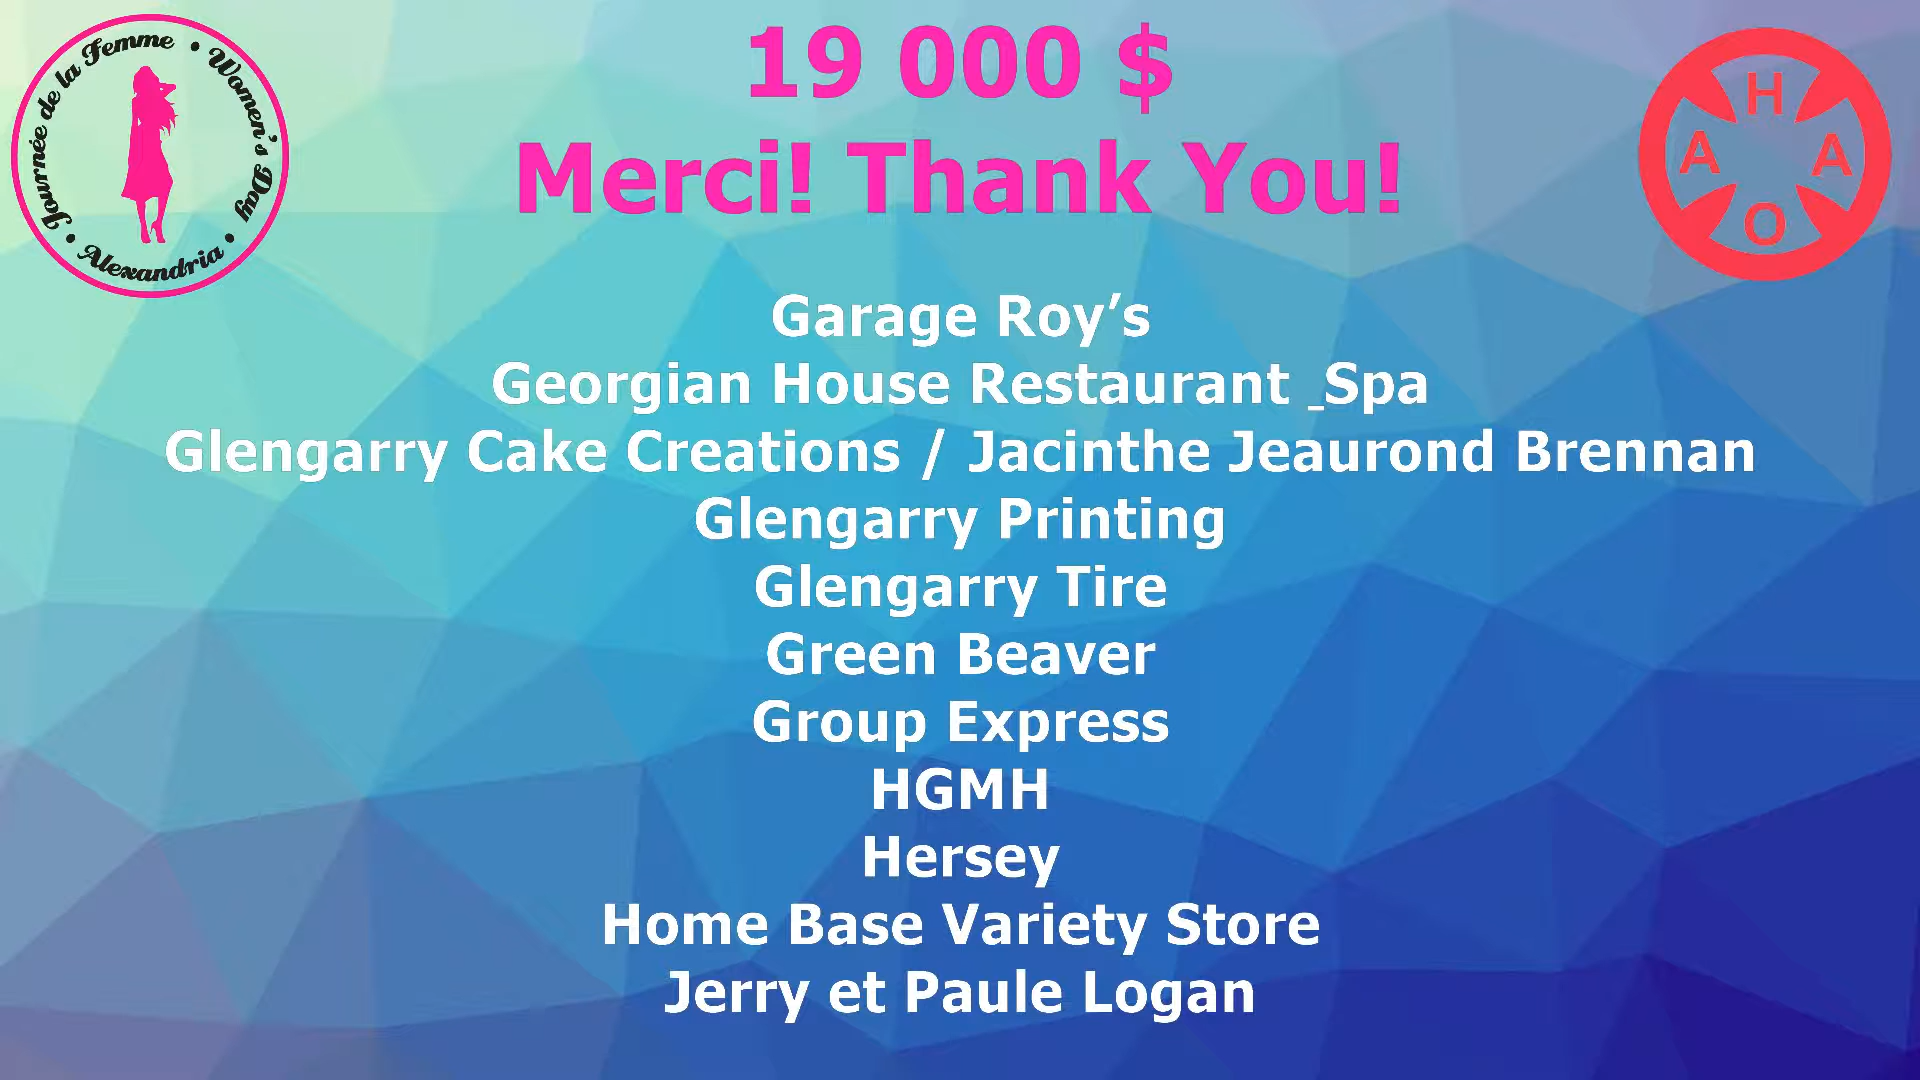 Journée de la Femme • Women's Day • Alexandria •
19 000 $
Merci! Thank You!
H
A A
O
Garage Roy’s
Georgian House Restaurant _Spa
Glengarry Cake Creations / Jacinthe Jeaurond Brennan
Glengarry Printing
Glengarry Tire
Green Beaver
Group Express
HGMH
Hersey
Home Base Variety Store
Jerry et Paule Logan